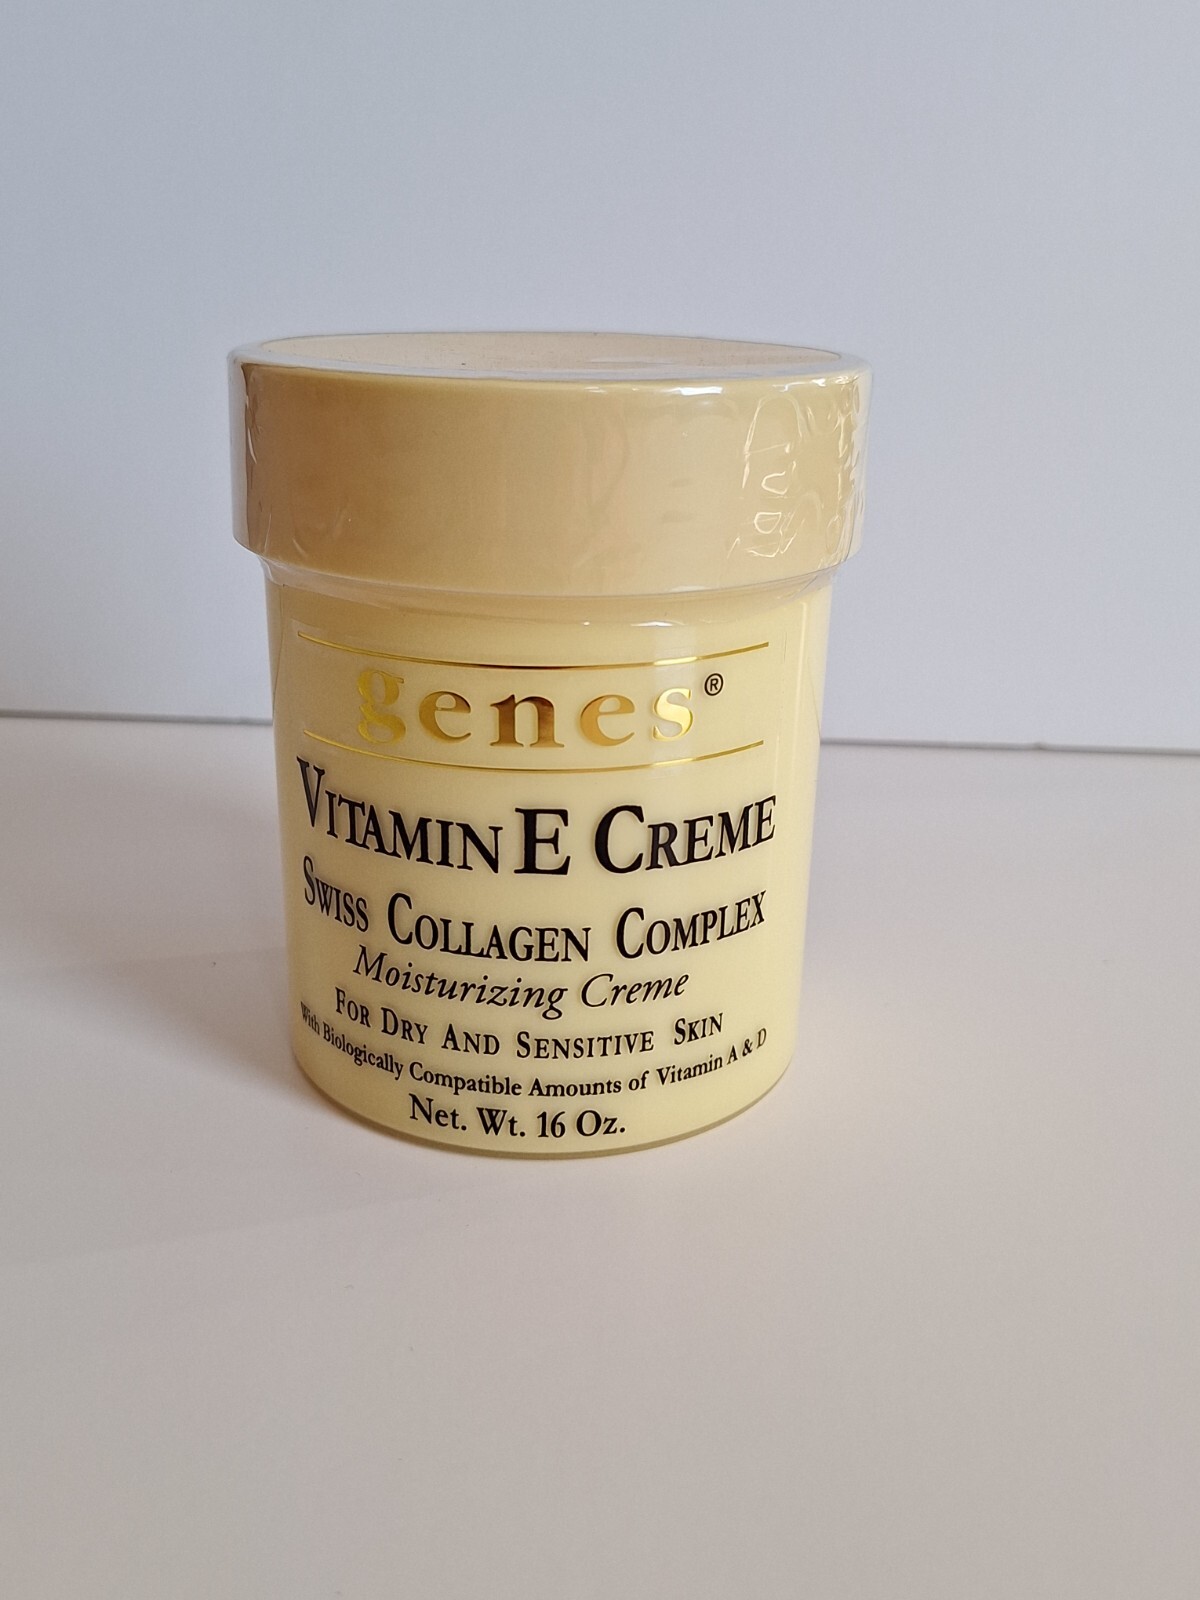 genes®
VITAMIN E CREME
SWISS COLLAGEN COMPLEX
Moisturizing Creme
FOR DRY AND SENSITIVE SKIN
With Biologically Compatible Amounts of Vitamin A & D
Net. Wt. 16 Oz.